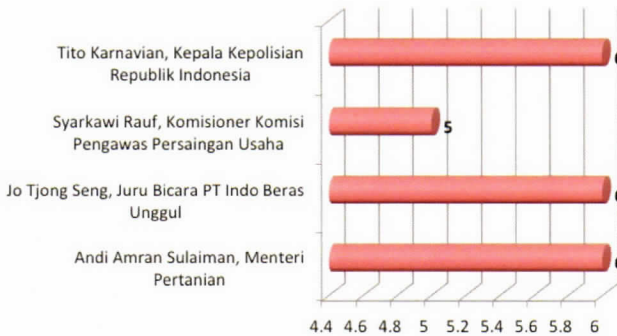 Tito Karnavian, Kepala Kepolisian
Republik Indonesia
Syarkawi Rauf, Komisioner Komisi
Pengawas Persaingan Usaha
5
Jo Tjong Seng, Juru Bicara PT Indo Beras
Unggul
Andi Amran Sulaiman, Menteri
Pertanian
4.4 4.6 4.8 5 5.2 5.4 5.6 5.8 6